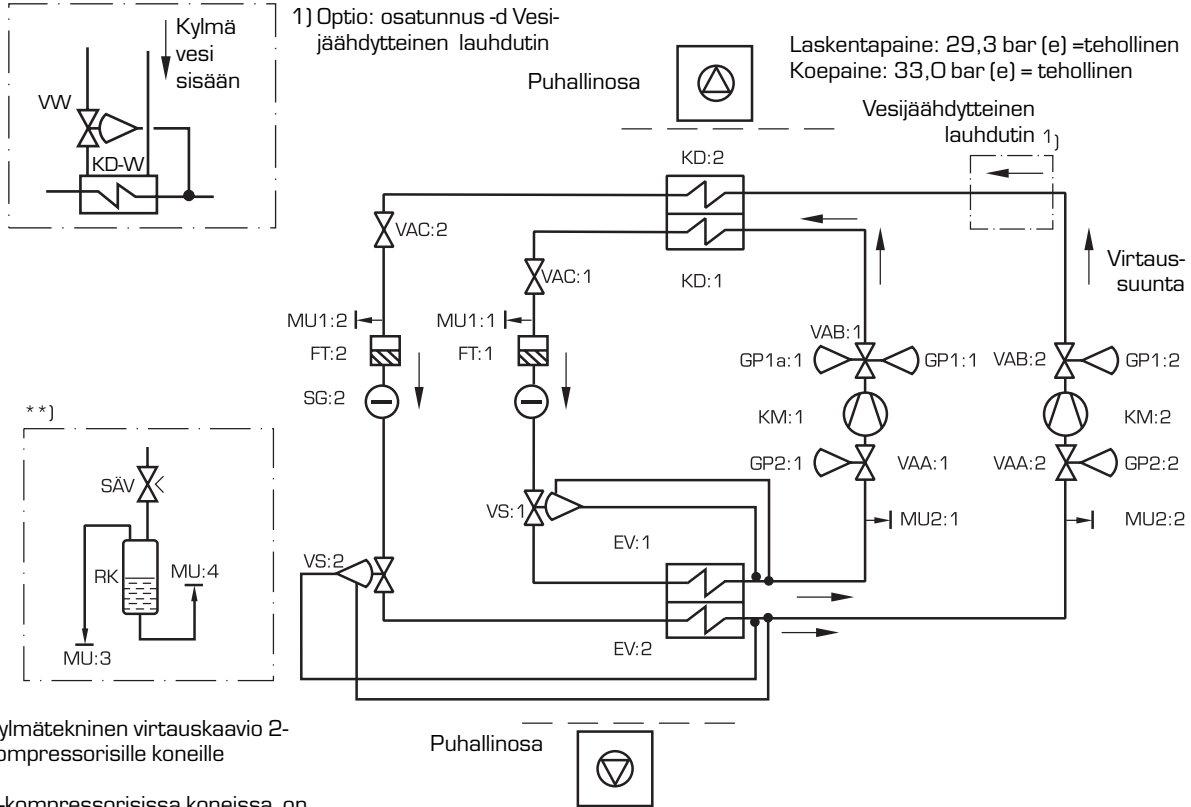 Kylmä
vesi
sisään
VW
KD-W
1) Optio: osatunnus -d Vesi-
jäähdytteinen lauhdutin
Puhallinosa
Laskentapaine: 29,3 bar (e) =tehollinen
Koepaine: 33,0 bar (e) = tehollinen
Vesijäähdytteinen
lauhdutin 1)
KD:2
KD:1
VAC:2
VAC:1
Virtaus-
suunta
MU1:2
MU1:1
FT:2
FT:1
SG:2
VAB:1
GP1a:1
GP1:1
VAB:2
GP1:2
KM:1
KM:2
GP2:1
VAA:1
VAA:2
GP2:2
MU2:1
MU2:2
**)
SÄV
RK
MU:4
MU:3
VS:1
VS:2
EV:1
EV:2
ylmätekninen virtauskaavio 2-
ompressorisille koneille
Puhallinosa
-kompressorisissa koneissa on